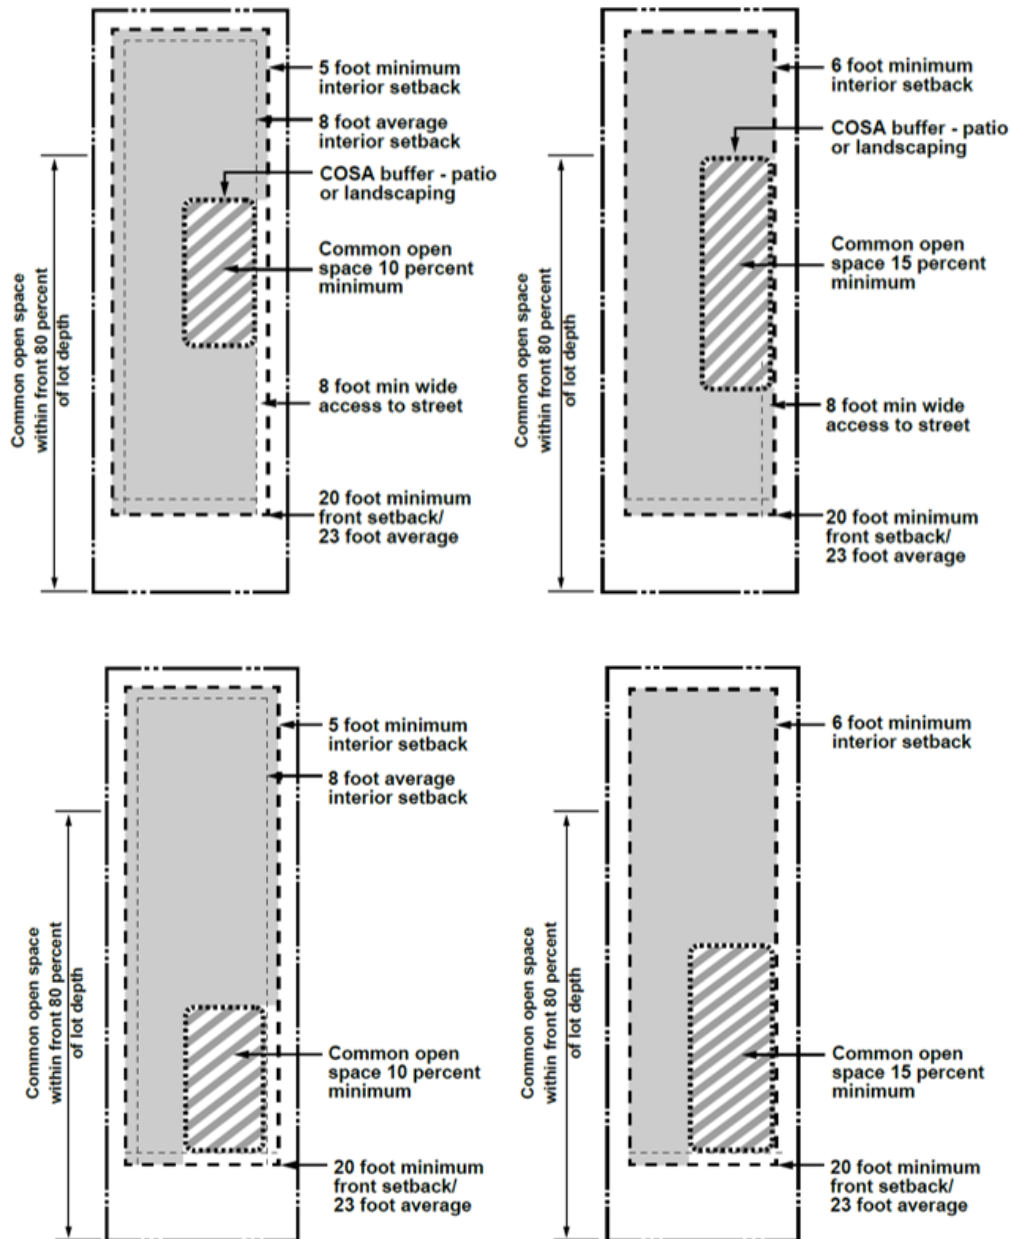 5 foot minimum
interior setback
8 foot average
interior setback
COSA buffer - patio
or landscaping
Common open
space 10 percent
minimum
8 foot min wide
access to street
20 foot minimum
front setback/
23 foot average
Common open space
within front 80 percent
of lot depth
6 foot minimum
interior setback
COSA buffer - patio
or landscaping
Common open
space 15 percent
minimum
8 foot min wide
access to street
20 foot minimum
front setback/
23 foot average
Common open space
within front 80 percent
of lot depth
5 foot minimum
interior setback
8 foot average
interior setback
Common open
space 10 percent
minimum
20 foot minimum
front setback/
23 foot average
Common open space
within front 80 percent
of lot depth
6 foot minimum
interior setback
Common open
space 15 percent
minimum
20 foot minimum
front setback/
23 foot average
Common open space
within front 80 percent
of lot depth